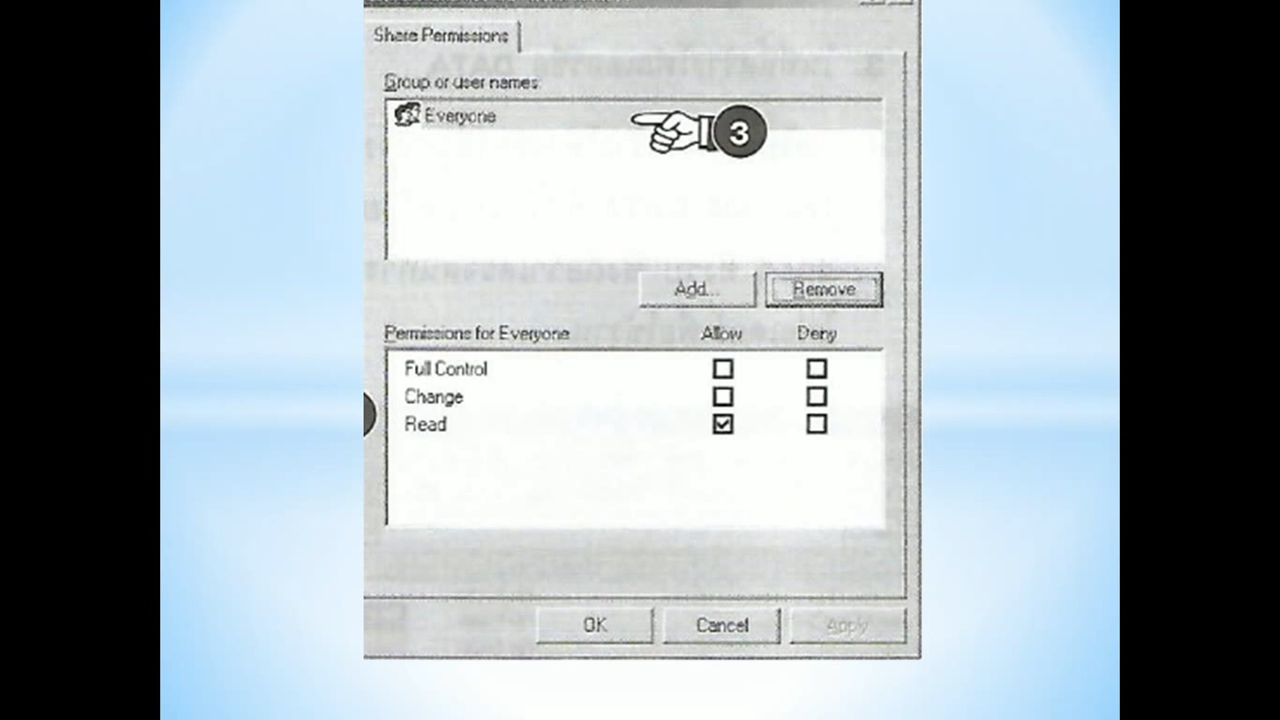 Share Permissions
Group or user names:
Everyone
3
Add... Remove
Permissions for Everyone Allow Deny
Full Control
Change
Read
OK Cancel Apply